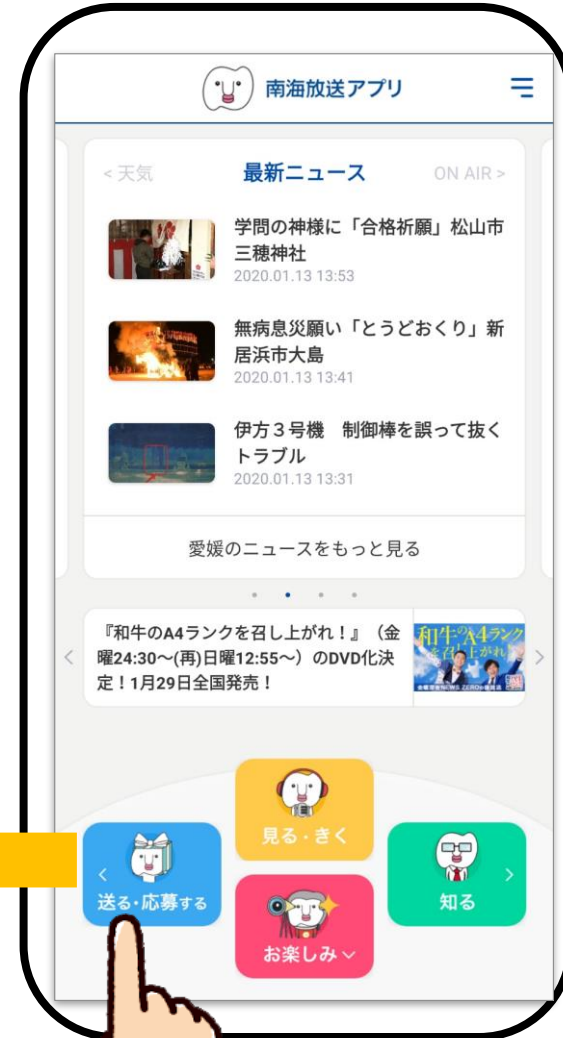 南海放送アプリ
< 天気
最新ニュース
ON AIR >
学問の神様に「合格祈願」松山市
三穂神社
2020.01.13 13:53
無病息災願い「とうどおくり」新
居浜市大島
2020.01.13 13:41
伊方３号機　制御棒を誤って抜く
トラブル
2020.01.13 13:31
愛媛のニュースをもっと見る
『和牛のA4ランクを召し上がれ！』（金
曜24:30～(再)日曜12:55～）のDVD化決
定！1月29日全国発売！
和牛のA4ランク
を召し上がれ!
見る・きく
送る・応募する
知る
お楽しみ